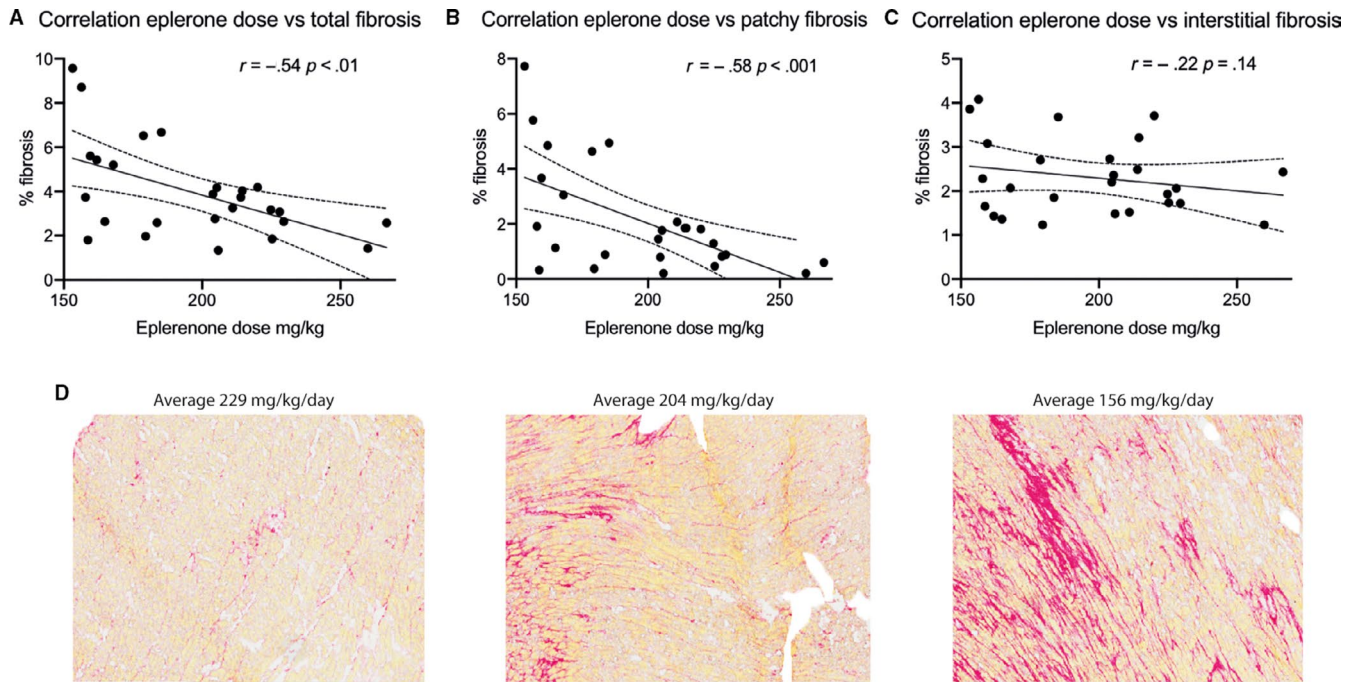 A Correlation eplerone dose vs total fibrosis
r = –.54 p < .01
% fibrosis
10
8
6
4
2
0
150 200 250
Eplerenone dose mg/kg
B Correlation eplerone dose vs patchy fibrosis
r = – .58 p < .001
% fibrosis
8
6
4
2
0
150 200 250
Eplerenone dose mg/kg
C Correlation eplerone dose vs interstitial fibrosis
r = – .22 p = .14
% fibrosis
5
4
3
2
1
0
150 200 250
Eplerenone dose mg/kg
D
Average 229 mg/kg/day
Average 204 mg/kg/day
Average 156 mg/kg/day